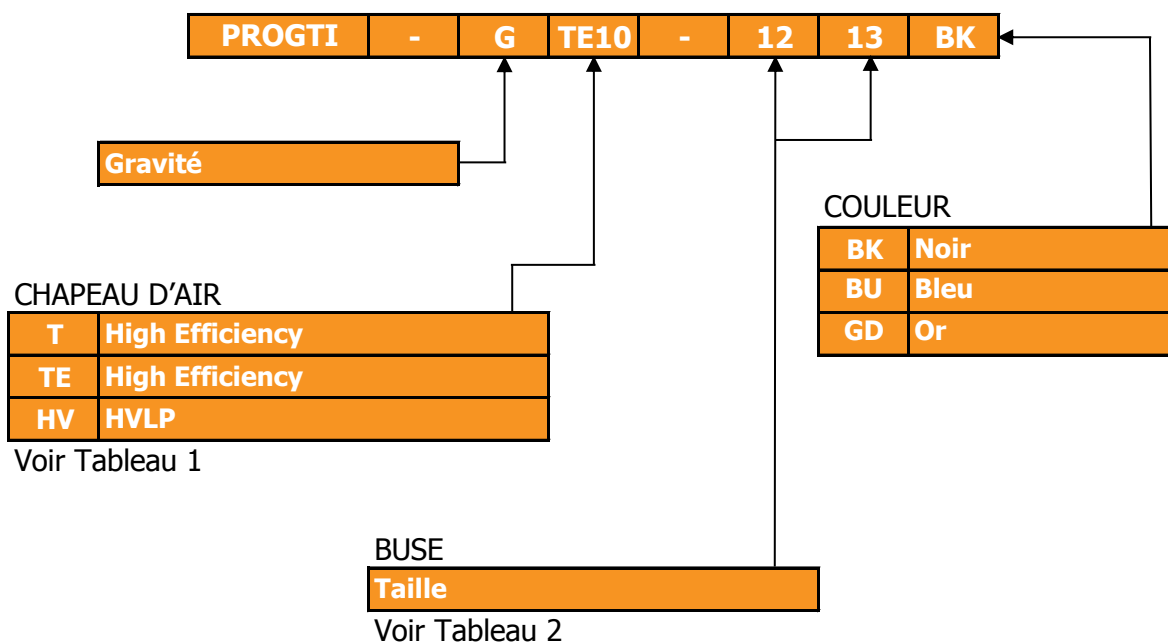 PROGTI - G TE10 - 12 13 BK
Gravité
COULEUR
BK Noir
BU Bleu
GD Or
CHAPEAU D'AIR
T High Efficiency
TE High Efficiency
HV HVLP
Voir Tableau 1
BUSE
Taille
Voir Tableau 2